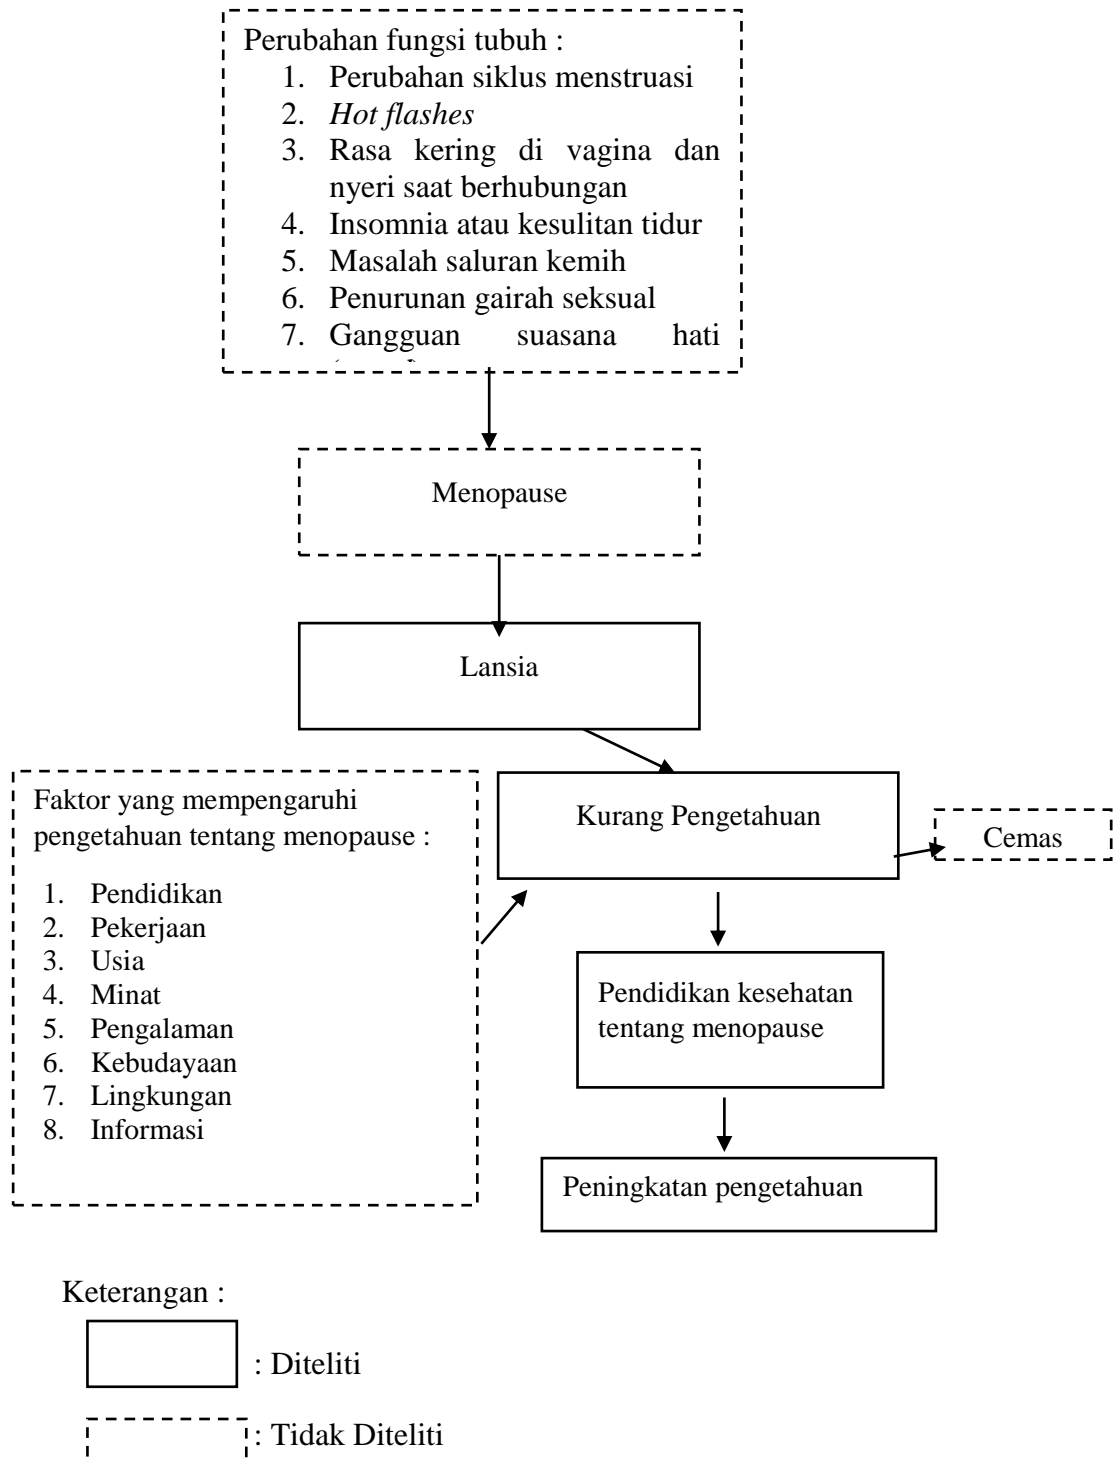 Perubahan fungsi tubuh :
1. Perubahan siklus menstruasi
2. Hot flashes
3. Rasa kering di vagina dan
nyeri saat berhubungan
4. Insomnia atau kesulitan tidur
5. Masalah saluran kemih
6. Penurunan gairah seksual
7. Gangguan suasana hati
Menopause
Lansia
Faktor yang mempengaruhi
pengetahuan tentang menopause :
1. Pendidikan
2. Pekerjaan
3. Usia
4. Minat
5. Pengalaman
6. Kebudayaan
7. Lingkungan
8. Informasi
Kurang Pengetahuan
Cemas
Pendidikan kesehatan
tentang menopause
Peningkatan pengetahuan
Keterangan :
: Diteliti
: Tidak Diteliti